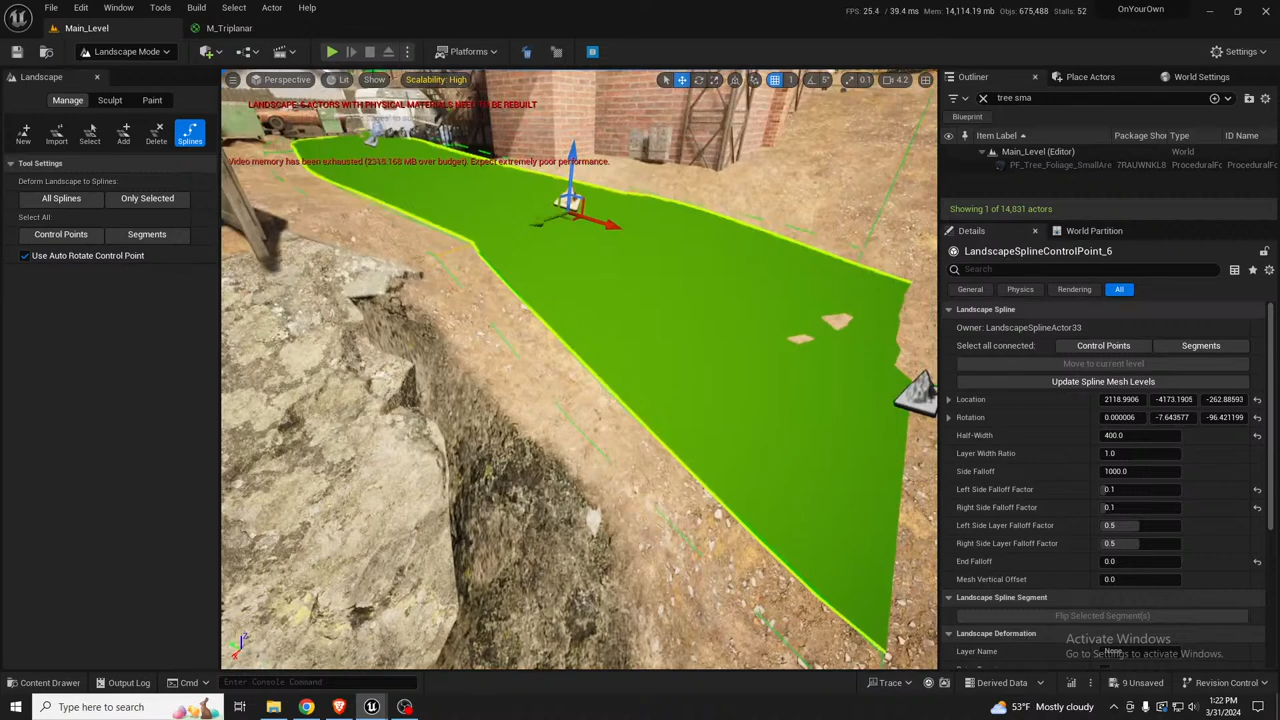 File Edit Window Tools Build Select Actor Help
FPS: 25.4 / 39.4 ms Mem: 14,114.19 mb Objs: 675,488 Stalls: 52
OnYourOwn
Main_Level
M_Triplanar
Landscape Mode
Platforms
Settings
Landscape
Manage Sculpt Paint
New Import Select Add Delete Splines
Tool Settings
Deform Landscape to Splines:
All Splines Only Selected
Select All:
Control Points Segments
Use Auto Rotate Control Point
Perspective Lit Show Scalability: High
1 5° 0.1 4.2
Video memory has been exhausted (2315.168 MB over budget). Expect extremely poor performance.
Outliner Place Actors World Settings
tree sma
Blueprint
Item Label Package Shor Type ID Name
Main_Level (Editor) World
PF_Tree_Foliage_SmallAre 7RAUWNKL8 ProceduralFc Procedural
Showing 1 of 14,831 actors
Details World Partition
LandscapeSplineControlPoint_6
Search
General Physics Rendering All
Landscape Spline
Owner: LandscapeSplineActor33
Select all connected: Control Points Segments
Move to current level
Update Spline Mesh Levels
Location 2118.9906 -4173.1905 -262.88593
Rotation 0.000006 -7.643577 -96.421199
Half-Width 400.0
Layer Width Ratio 1.0
Side Falloff 1000.0
Left Side Falloff Factor 0.1
Right Side Falloff Factor 0.1
Left Side Layer Falloff Factor 0.5
Right Side Layer Falloff Factor 0.5
End Falloff 0.0
Mesh Vertical Offset 0.0
Landscape Spline Segment
Flip Selected Segment(s)
Landscape Deformation
Layer Name None
Activate Windows
Go to Settings to activate Windows.
Content Drawer Output Log Cmd Enter Console Command
Trace Derived Data 9 Unsaved Revision Control
Type here to search
53°F Mostly cloudy
1:22 PM
3/31/2024